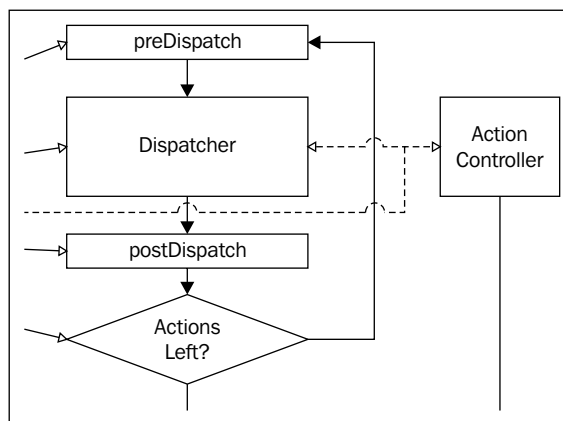 preDispatch
Dispatcher
Action
Controller
postDispatch
Actions
Left?